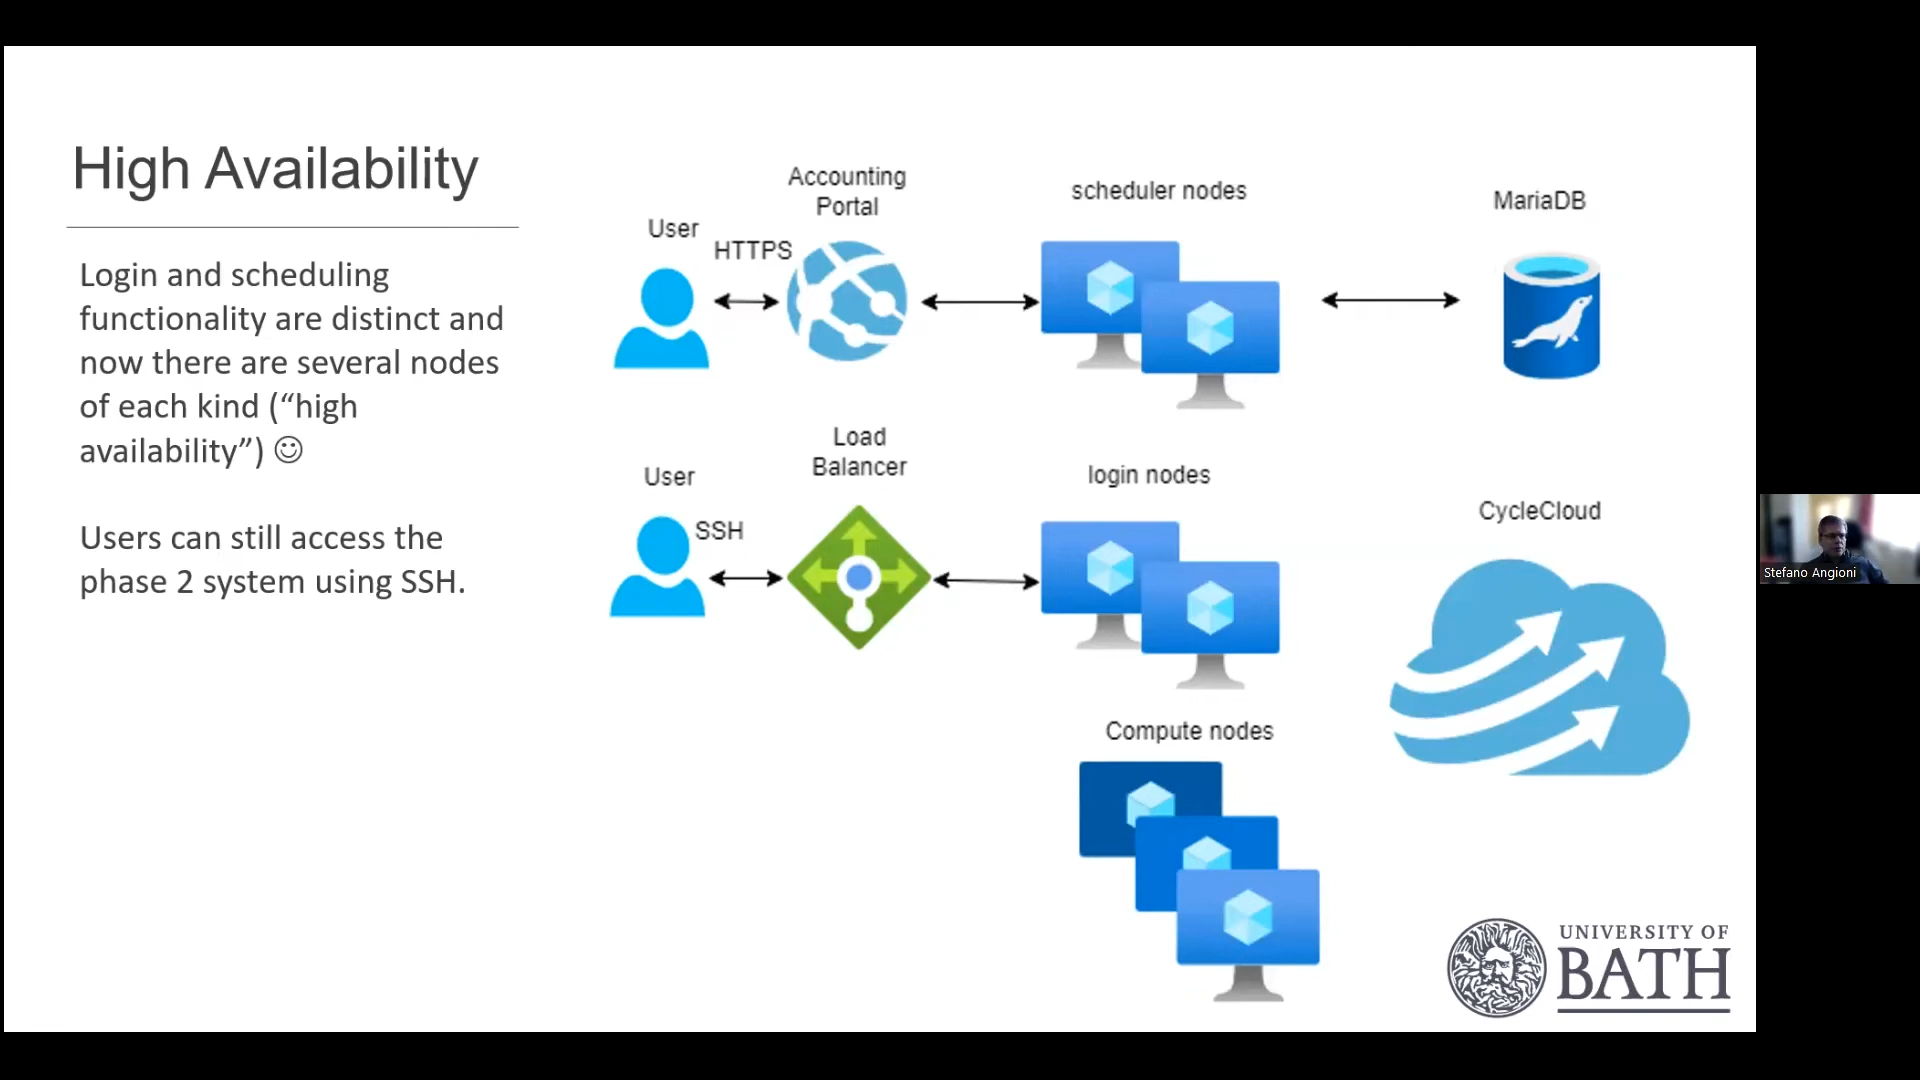 High Availability
Login and scheduling
functionality are distinct and
now there are several nodes
of each kind (“high
availability”) ☺
Users can still access the
phase 2 system using SSH.
User
HTTPS
Accounting
Portal
scheduler nodes
MariaDB
User
SSH
Load
Balancer
login nodes
CycleCloud
Compute nodes
UNIVERSITY OF
BATH
Stefano Angioni